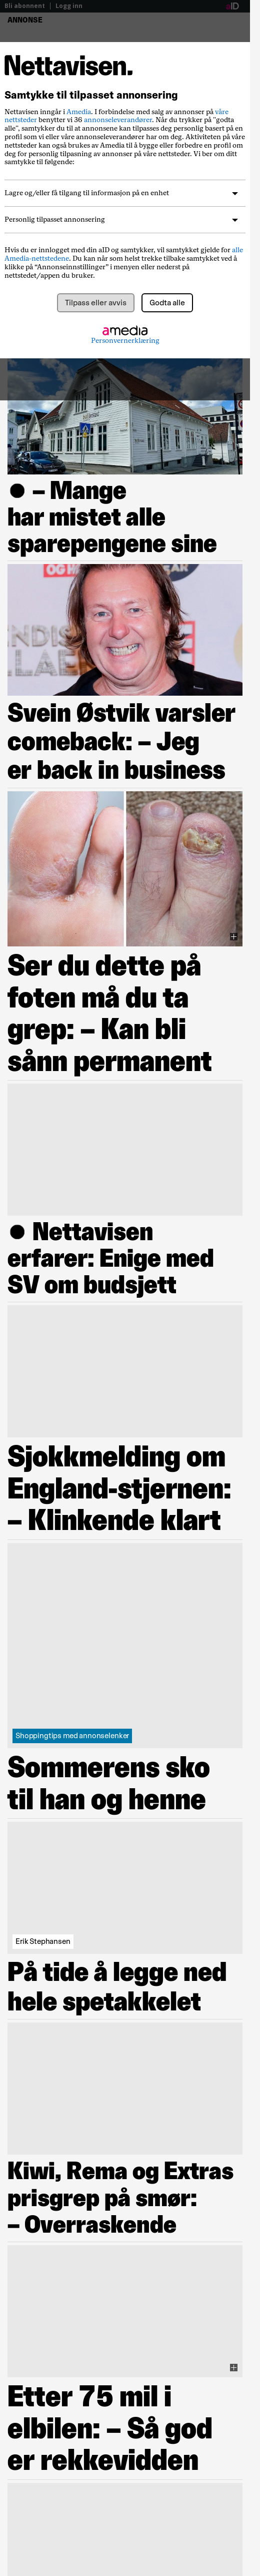 Bli abonnent | Logg inn
aID
ANNONSE
Nettavisen.
Samtykke til tilpasset annonsering
Nettavisen inngår i Amedia. I forbindelse med salg av annonser på våre
nettsteder benytter vi 36 annonseleverandører. Når du trykker på "godta
alle", samtykker du til at annonsene kan tilpasses deg personlig basert på en
profil som vi eller våre annonseleverandører har om deg. Aktiviteten på våre
nettsteder kan også brukes av Amedia til å bygge eller forbedre en profil om
deg for personlig tilpasning av annonser på våre nettsteder. Vi ber om ditt
samtykke til følgende:
Lagre og/eller få tilgang til informasjon på en enhet
Personlig tilpasset annonsering
Hvis du er innlogget med din aID og samtykker, vil samtykket gjelde for alle
Amedia-nettstedene. Du kan når som helst trekke tilbake samtykket ved å
klikke på “Annonseinnstillinger” i menyen eller nederst på
nettstedet/appen du bruker.
Tilpass eller avvis
Godta alle
amedia
Personvernerklæring
● – Mange
har mistet alle
sparepengene sine
Svein Østvik varsler
comeback: – Jeg
er back in business
Ser du dette på
foten må du ta
grep: – Kan bli
sånn permanent
● Nettavisen
erfarer: Enige med
SV om budsjett
Sjokkmelding om
England-stjernen:
– Klinkende klart
Shoppingtips med annonselenker
Sommerens sko
til han og henne
Erik Stephansen
På tide å legge ned
hele spetakkelet
Kiwi, Rema og Extras
prisgrep på smør:
– Overraskende
Etter 75 mil i
elbilen: – Så god
er rekkevidden